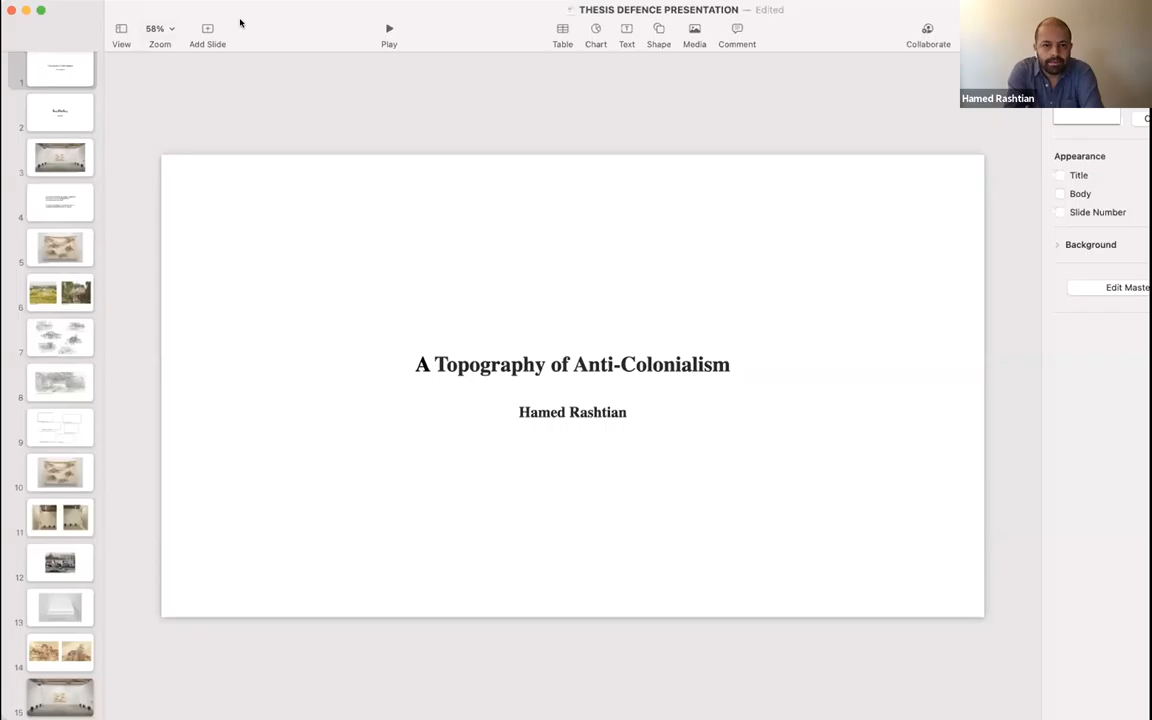 THESIS DEFENCE PRESENTATION — Edited
58%
View
Zoom
Add Slide
Play
Table
Chart
Text
Shape
Media
Comment
Collaborate
Hamed Rashtian
Appearance
Title
Body
Slide Number
Background
Edit Maste
A Topography of Anti-Colonialism
Hamed Rashtian
1
2
3
4
5
6
7
8
9
10
11
12
13
14
15